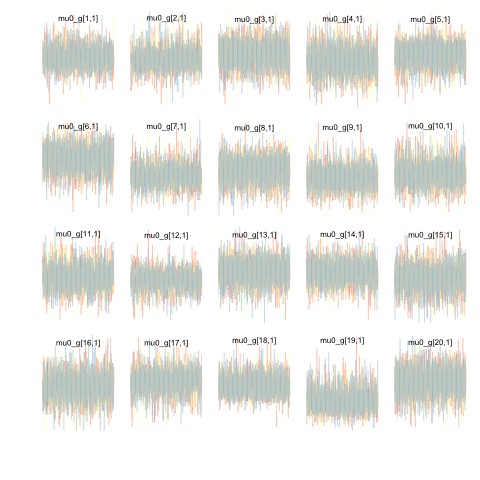 mu0_g[1,1] mu0_g[2,1] mu0_g[3,1] mu0_g[4,1] mu0_g[5,1]
mu0_g[6,1] mu0_g[7,1] mu0_g[8,1] mu0_g[9,1] mu0_g[10,1]
mu0_g[11,1] mu0_g[12,1] mu0_g[13,1] mu0_g[14,1] mu0_g[15,1]
mu0_g[16,1] mu0_g[17,1] mu0_g[18,1] mu0_g[19,1] mu0_g[20,1]